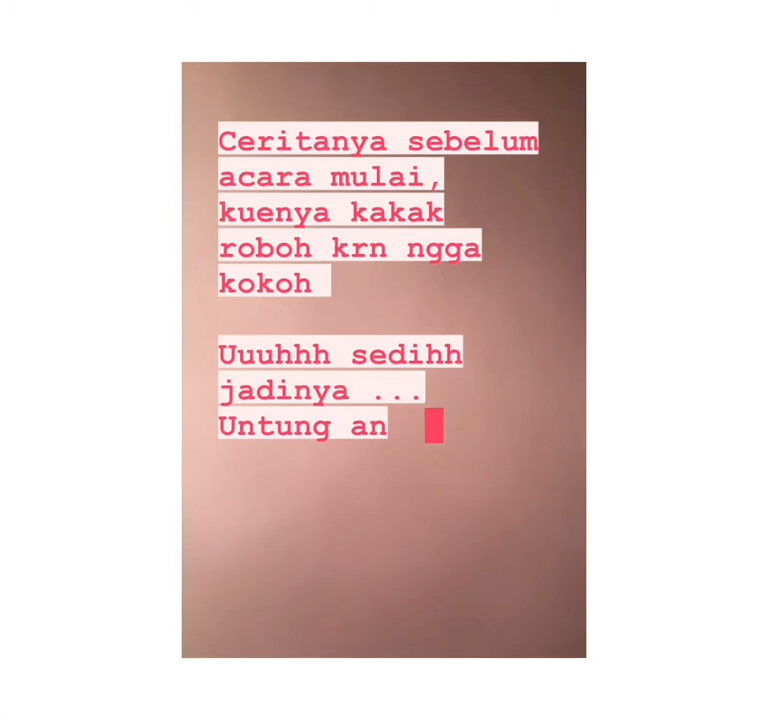 Ceritanya sebelum
acara mulai,
kuenya kakak
roboh krn ngga
kokoh
Uuuhhh sedihh
jadinya ...
Untung an